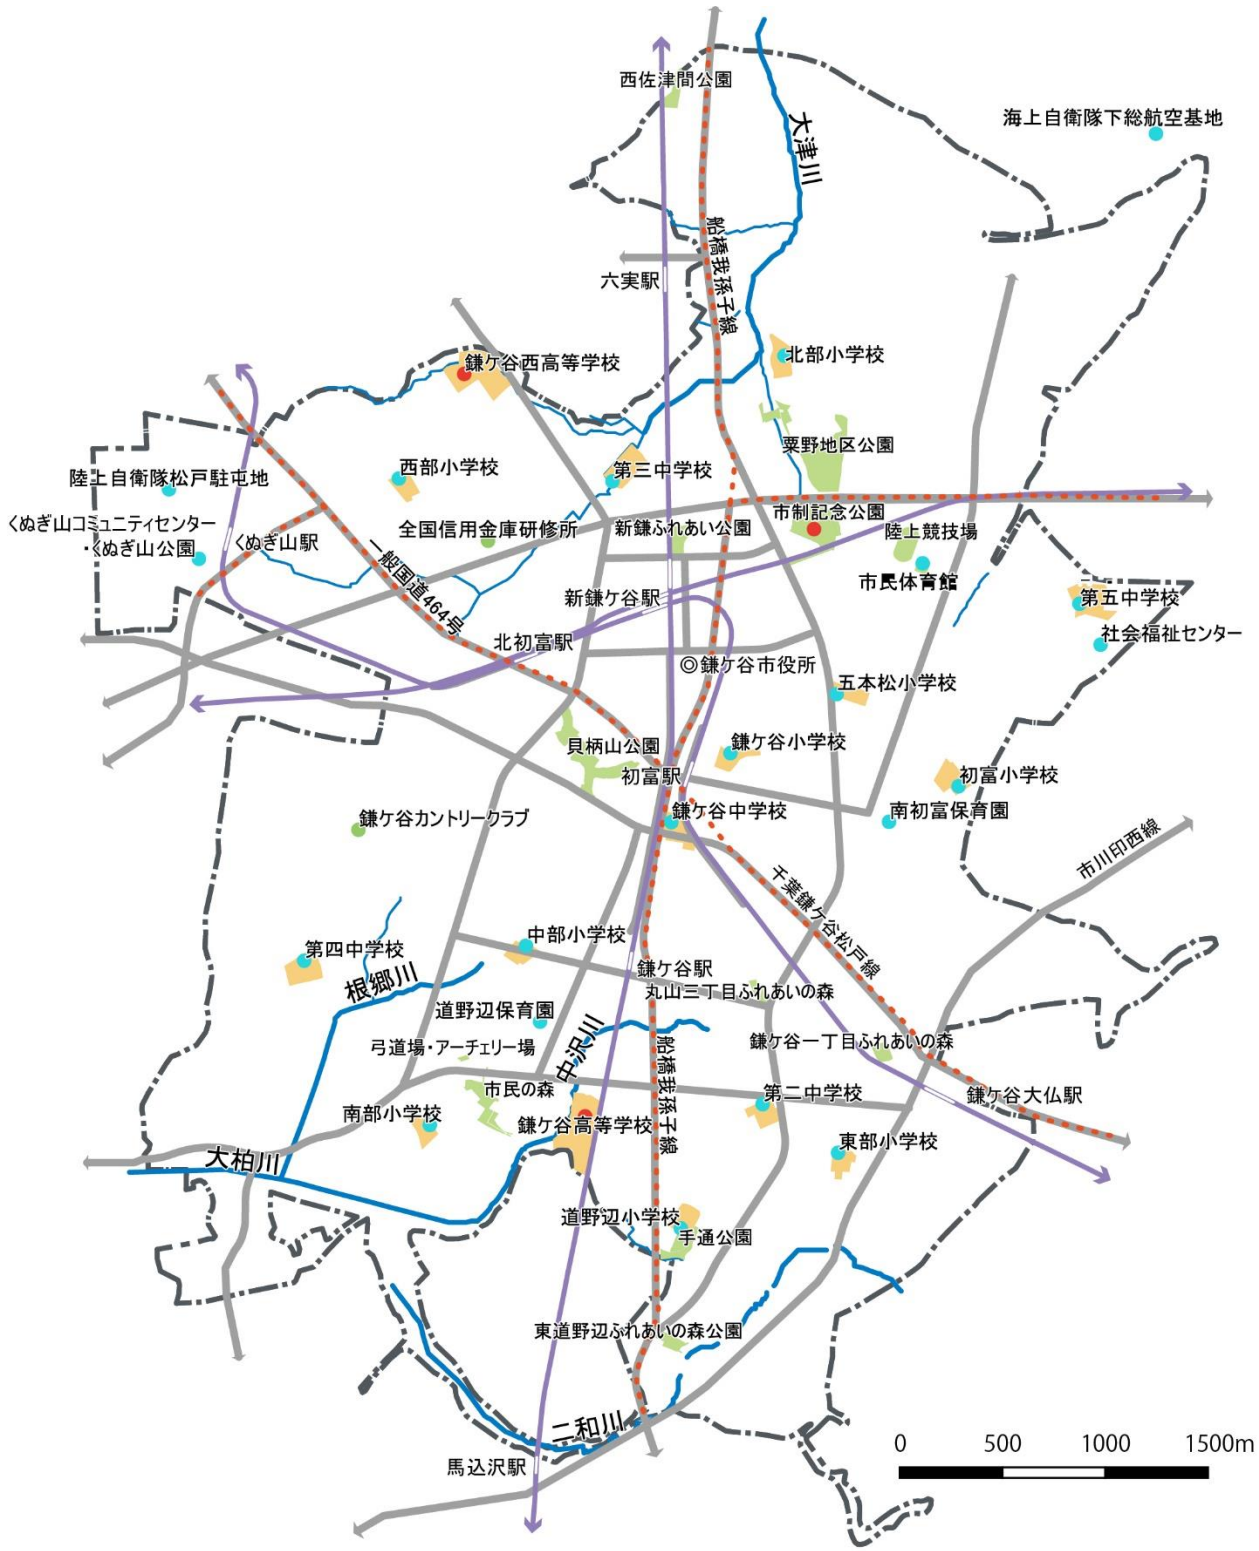 西佐津間公園
海上自衛隊下総航空基地
大津川
船橋我孫子線
六実駅
北部小学校
鎌ケ谷西高等学校
粟野地区公園
西部小学校
第三中学校
陸上自衛隊松戸駐屯地
市制記念公園
くぬぎ山コミュニティセンター
・くぬぎ山公園
くぬぎ山駅
全国信用金庫研修所
新鎌ふれあい公園
陸上競技場
市民体育館
一般国道464号
新鎌ケ谷駅
第五中学校
社会福祉センター
北初富駅
◎鎌ケ谷市役所
五本松小学校
貝柄山公園
鎌ケ谷小学校
初富駅
初富小学校
鎌ケ谷カントリークラブ
鎌ケ谷中学校
南初富保育園
市川印西線
千葉鎌ケ谷松戸線
中部小学校
第四中学校
鎌ケ谷駅
根郷川
丸山三丁目ふれあいの森
道野辺保育園
中沢川
弓道場・アーチェリー場
鎌ケ谷一丁目ふれあいの森
船橋我孫子線
市民の森
第二中学校
鎌ケ谷大仏駅
南部小学校
鎌ケ谷高等学校
東部小学校
大柏川
道野辺小学校
手通公園
東道野辺ふれあいの森公園
二和川
馬込沢駅
0 500 1000 1500m